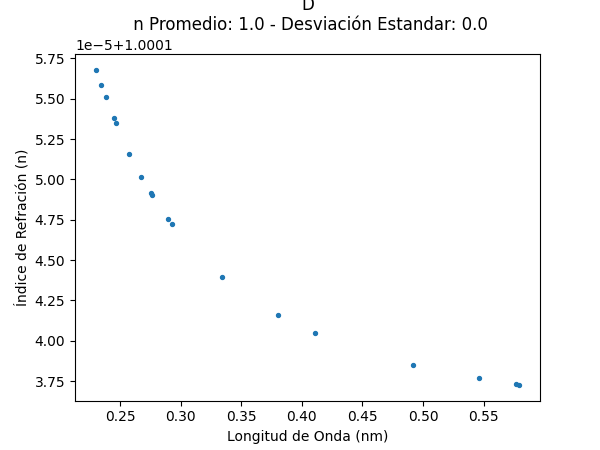 D
n Promedio: 1.0 - Desviación Estandar: 0.0
1e−5+1.0001
5.75
5.50
5.25
5.00
4.75
4.50
4.25
4.00
3.75
Índice de Refración (n)
0.25 0.30 0.35 0.40 0.45 0.50 0.55
Longitud de Onda (nm)